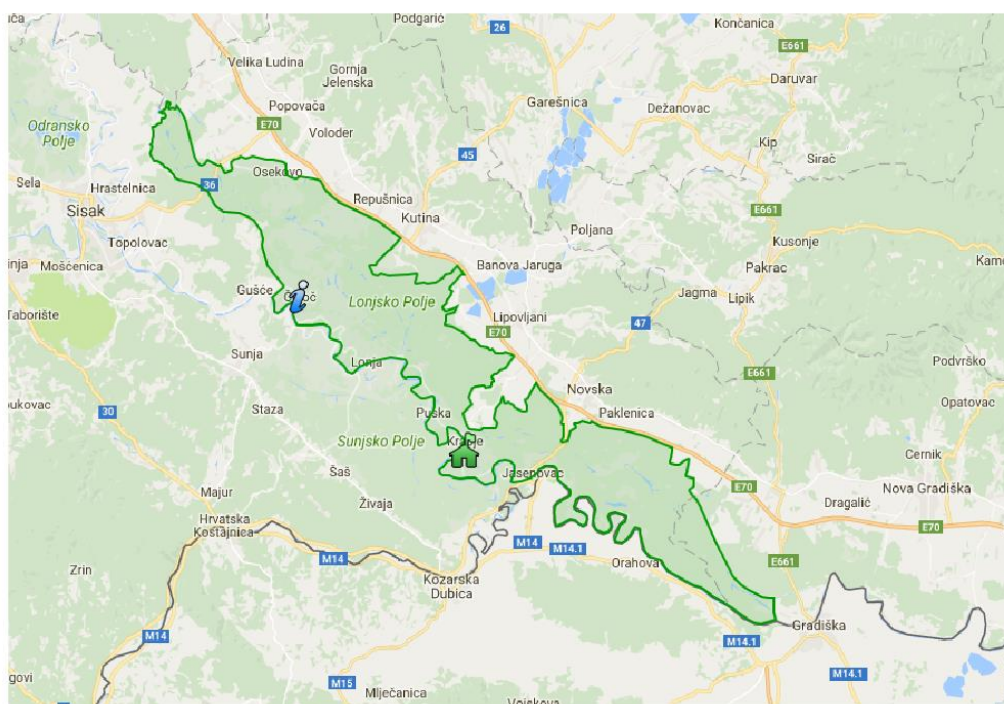 Podgarić
26
Končanica
E661
Velika Ludina
Gornja
Jelenska
Daruvar
Popovača
Garešnica
Dežanovac
Odransko
Polje
E70
Voloder
Kip
Sirač
45
Sela
Hrastelnica
36
Osekovo
Repušnica
Sisak
Kutina
E661
Topolovac
Poljana
Kusonje
Mošćenica
Banova Jaruga
Pakrac
Gušće
Lonjsko Polje
Jagma
Lipik
Taborište
Lipovljani
47
E70
Sunja
Lonja
E661
Podvrško
Novska
30
Staza
Puska
Paklenica
Opatovac
Sunjsko Polje
Krapje
Cernik
Šaš
Jasenovac
E70
Nova Gradiška
Majur
Živaja
Dragalić
Hrvatska
Kostajnica
E70
M14
M14
M14.1
E661
Zrin
Kozarska
Dubica
Orahova
M14
Gradiška
M14.1
M15
M14.1
Mlječanica